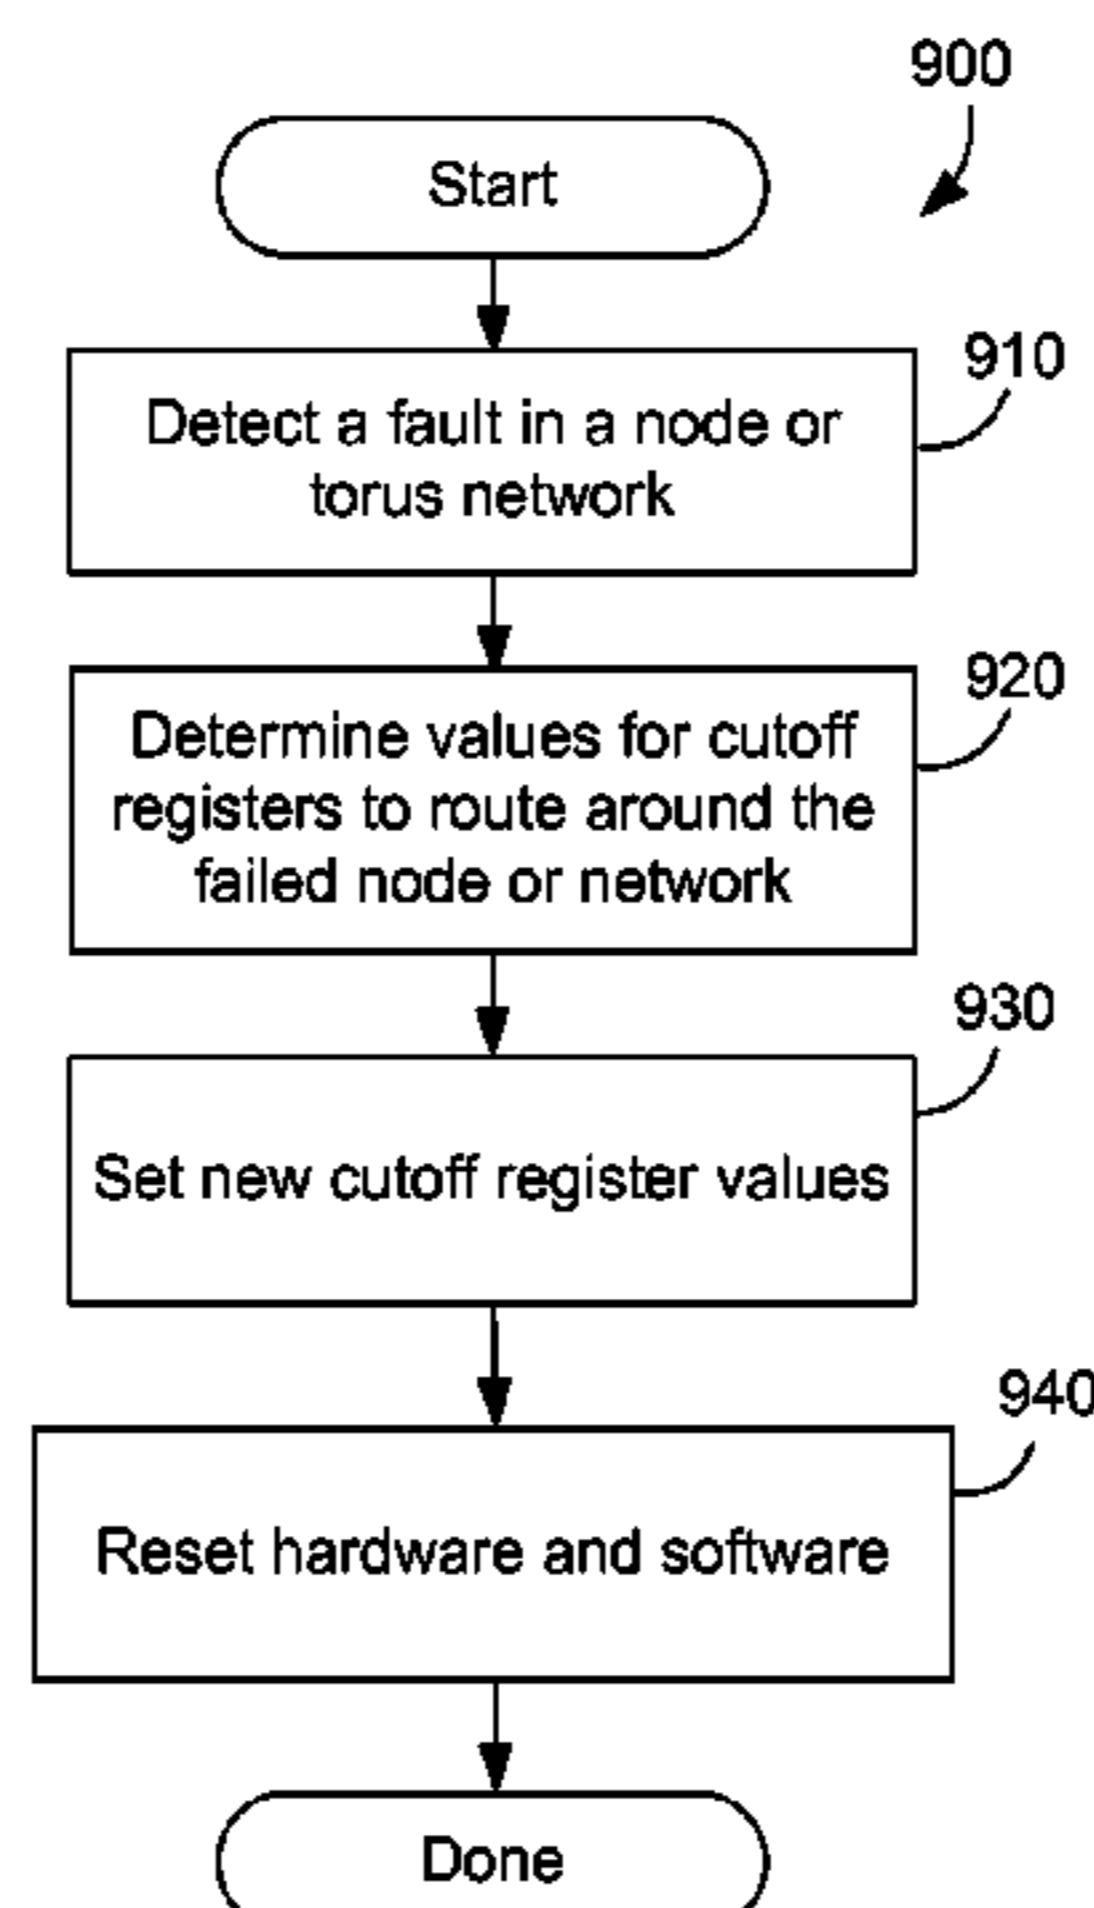 900
Start
910
Detect a fault in a node or
torus network
920
Determine values for cutoff
registers to route around the
failed node or network
930
Set new cutoff register values
940
Reset hardware and software
Done